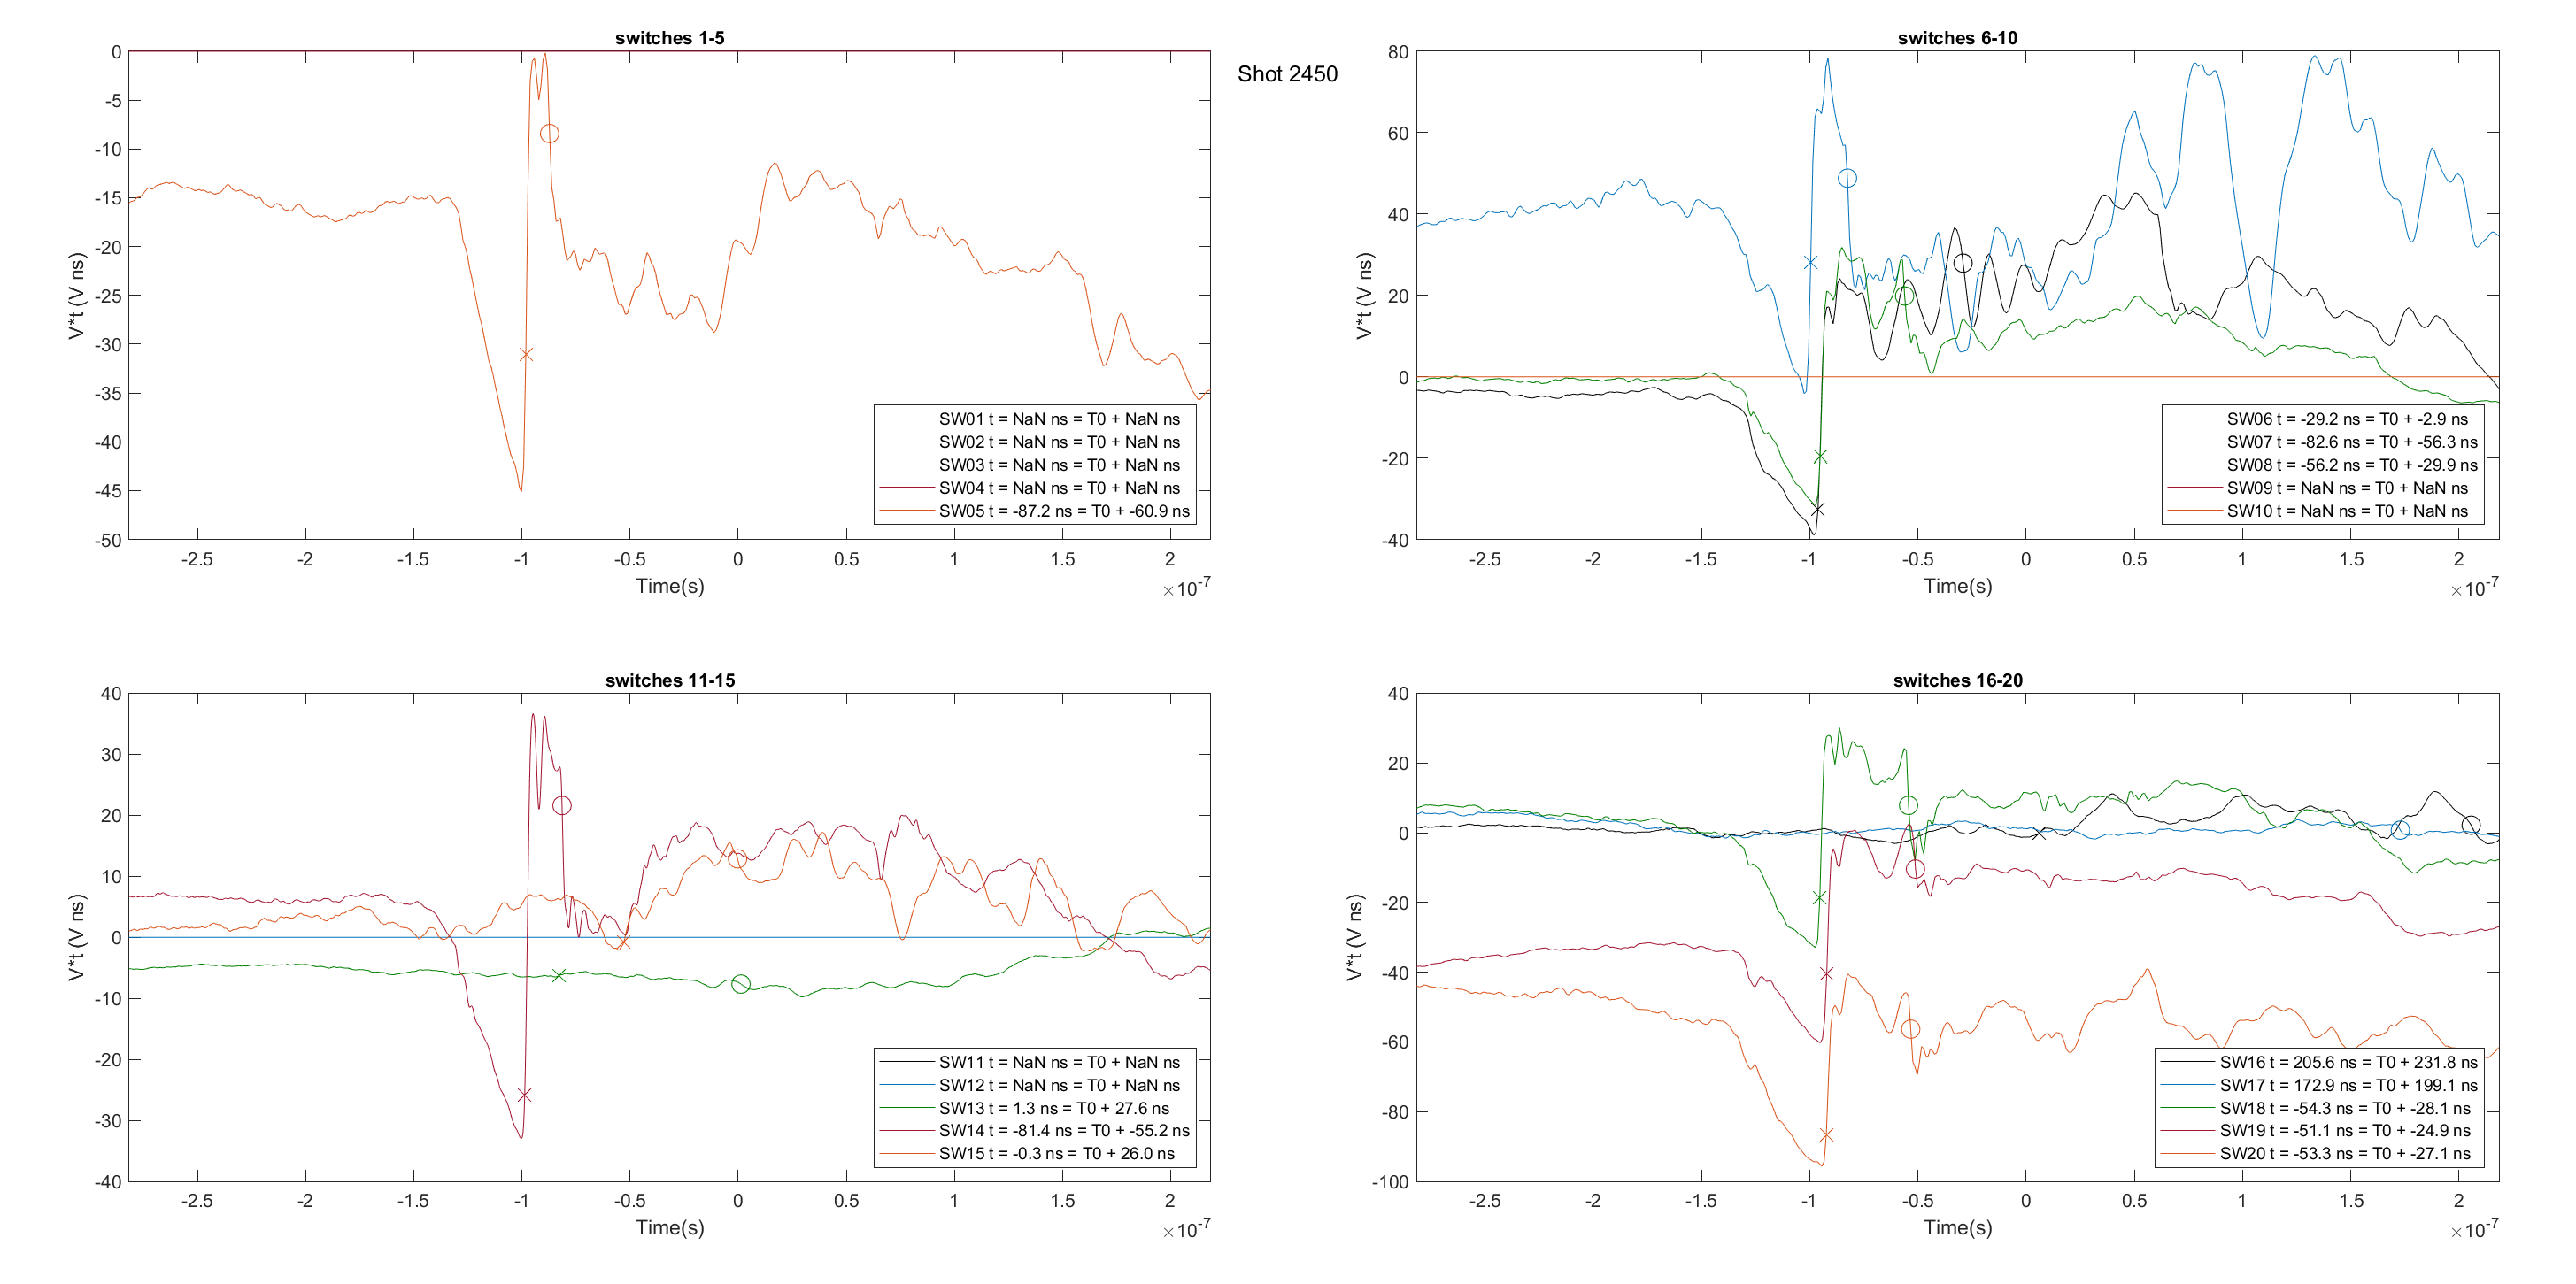 Shot 2450
switches 1-5
0
-5
-10
-15
-20
-25
-30
-35
-40
-45
-50
V*t (V ns)
-2.5 -2 -1.5 -1 -0.5 0 0.5 1 1.5 2
Time(s)
×10-7
SW01 t = NaN ns = T0 + NaN ns
SW02 t = NaN ns = T0 + NaN ns
SW03 t = NaN ns = T0 + NaN ns
SW04 t = NaN ns = T0 + NaN ns
SW05 t = -87.2 ns = T0 + -60.9 ns
switches 6-10
80
60
40
20
0
-20
-40
V*t (V ns)
-2.5 -2 -1.5 -1 -0.5 0 0.5 1 1.5 2
Time(s)
×10-7
SW06 t = -29.2 ns = T0 + -2.9 ns
SW07 t = -82.6 ns = T0 + -56.3 ns
SW08 t = -56.2 ns = T0 + -29.9 ns
SW09 t = NaN ns = T0 + NaN ns
SW10 t = NaN ns = T0 + NaN ns
switches 11-15
40
30
20
10
0
-10
-20
-30
-40
V*t (V ns)
-2.5 -2 -1.5 -1 -0.5 0 0.5 1 1.5 2
Time(s)
×10-7
SW11 t = NaN ns = T0 + NaN ns
SW12 t = NaN ns = T0 + NaN ns
SW13 t = 1.3 ns = T0 + 27.6 ns
SW14 t = -81.4 ns = T0 + -55.2 ns
SW15 t = -0.3 ns = T0 + 26.0 ns
switches 16-20
40
20
0
-20
-40
-60
-80
-100
V*t (V ns)
-2.5 -2 -1.5 -1 -0.5 0 0.5 1 1.5 2
Time(s)
×10-7
SW16 t = 205.6 ns = T0 + 231.8 ns
SW17 t = 172.9 ns = T0 + 199.1 ns
SW18 t = -54.3 ns = T0 + -28.1 ns
SW19 t = -51.1 ns = T0 + -24.9 ns
SW20 t = -53.3 ns = T0 + -27.1 ns